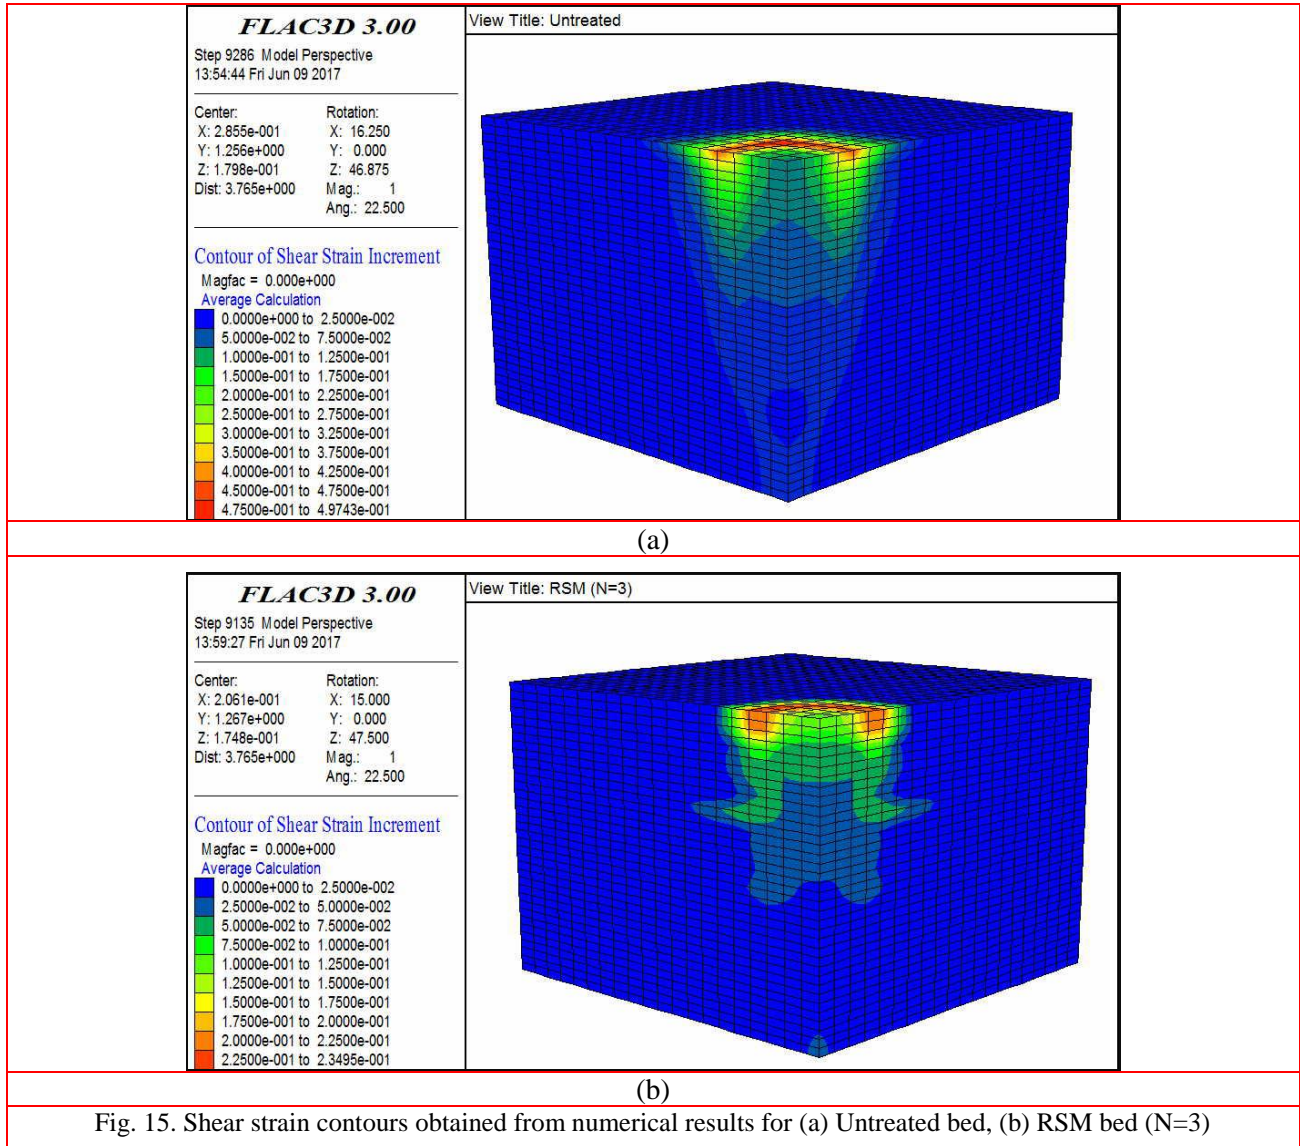 FLAC3D 3.00
View Title: Untreated
Step 9286 Model Perspective
13:54:44 Fri Jun 09 2017
Center: Rotation:
X: 2.855e-001 X: 16.250
Y: 1.256e+000 Y: 0.000
Z: 1.798e-001 Z: 46.875
Dist: 3.765e+000 Mag.: 1
Ang.: 22.500
Contour of Shear Strain Increment
Magfac = 0.000e+000
Average Calculation
0.0000e+000 to 2.5000e-002
5.0000e-002 to 7.5000e-002
1.0000e-001 to 1.2500e-001
1.5000e-001 to 1.7500e-001
2.0000e-001 to 2.2500e-001
2.5000e-001 to 2.7500e-001
3.0000e-001 to 3.2500e-001
3.5000e-001 to 3.7500e-001
4.0000e-001 to 4.2500e-001
4.5000e-001 to 4.7500e-001
4.7500e-001 to 4.9743e-001
(a)
FLAC3D 3.00
View Title: RSM (N=3)
Step 9135 Model Perspective
13:59:27 Fri Jun 09 2017
Center: Rotation:
X: 2.061e-001 X: 15.000
Y: 1.267e+000 Y: 0.000
Z: 1.748e-001 Z: 47.500
Dist: 3.765e+000 Mag.: 1
Ang.: 22.500
Contour of Shear Strain Increment
Magfac = 0.000e+000
Average Calculation
0.0000e+000 to 2.5000e-002
2.5000e-002 to 5.0000e-002
5.0000e-002 to 7.5000e-002
7.5000e-002 to 1.0000e-001
1.0000e-001 to 1.2500e-001
1.2500e-001 to 1.5000e-001
1.5000e-001 to 1.7500e-001
1.7500e-001 to 2.0000e-001
2.0000e-001 to 2.2500e-001
2.2500e-001 to 2.3495e-001
(b)
Fig. 15. Shear strain contours obtained from numerical results for (a) Untreated bed, (b) RSM bed (N=3)